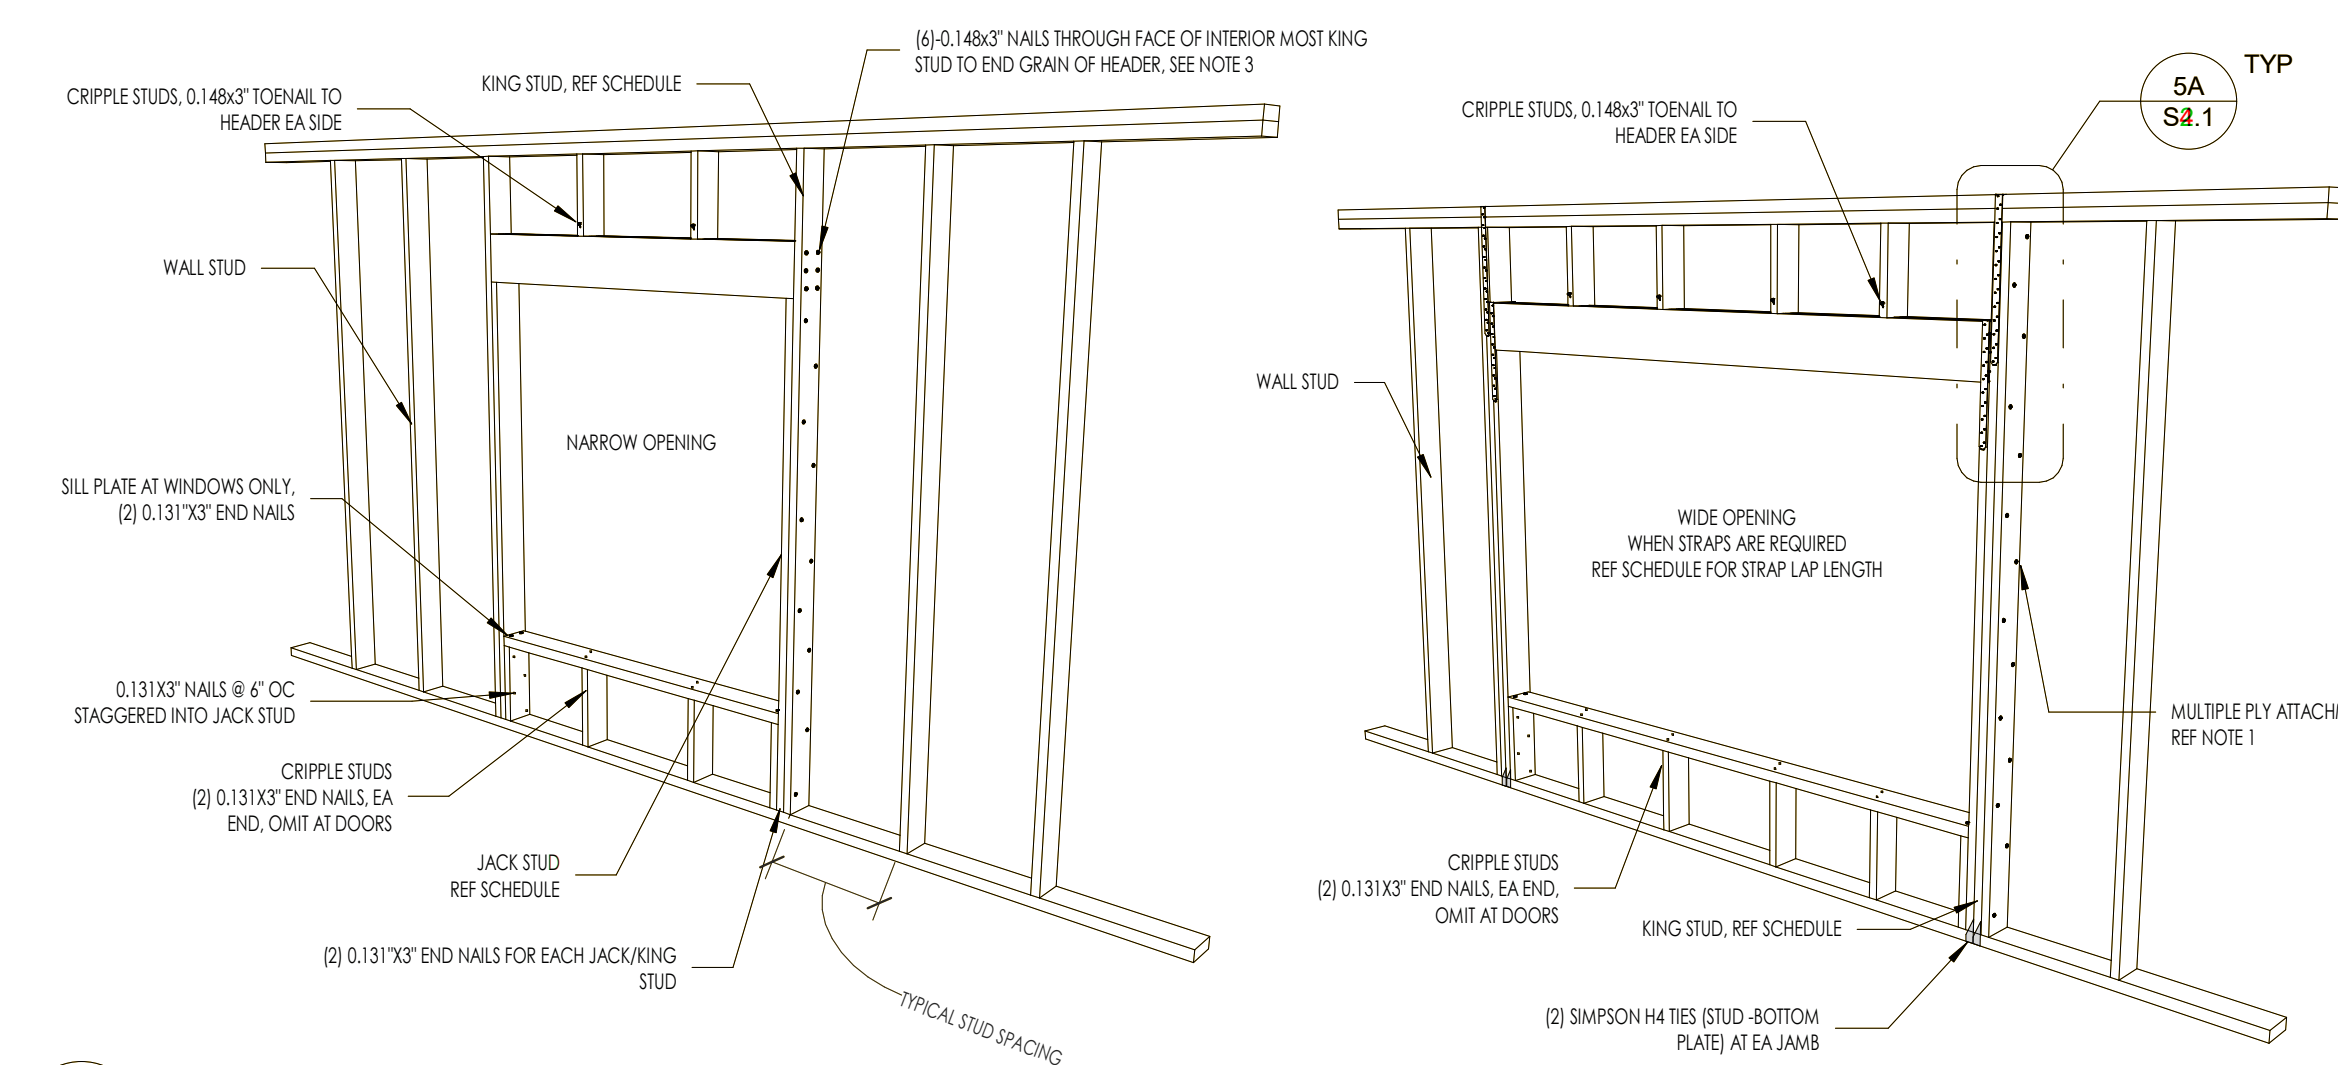 (6)-0.148x3" NAILS THROUGH FACE OF INTERIOR MOST KING
STUD TO END GRAIN OF HEADER, SEE NOTE 3
KING STUD, REF SCHEDULE
CRIPPLE STUDS, 0.148x3" TOENAIL TO
HEADER EA SIDE
WALL STUD
NARROW OPENING
SILL PLATE AT WINDOWS ONLY,
(2) 0.131"X3" END NAILS
0.131X3" NAILS @ 6" OC
STAGGERED INTO JACK STUD
CRIPPLE STUDS
(2) 0.131X3" END NAILS, EA
END, OMIT AT DOORS
JACK STUD
REF SCHEDULE
(2) 0.131"X3" END NAILS FOR EACH JACK/KING
STUD
TYPICAL STUD SPACING
TYP
5A
CRIPPLE STUDS, 0.148x3" TOENAIL TO
HEADER EA SIDE
WALL STUD
WIDE OPENING
WHEN STRAPS ARE REQUIRED
REF SCHEDULE FOR STRAP LAP LENGTH
MULTIPLE PLY
REF NOTE 1
CRIPPLE STUDS
(2) 0.131X3" END NAILS, EA END,
OMIT AT DOORS
KING STUD, REF SCHEDULE
(2) SIMPSON H4 TIES (STUD -BOTTOM
PLATE) AT EA JAMB